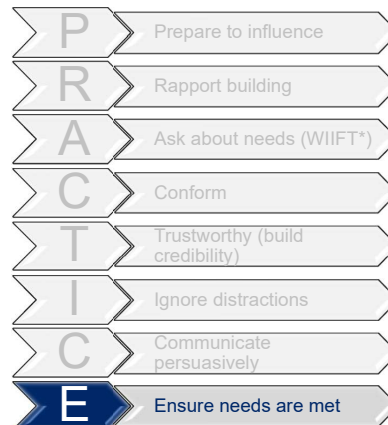 P
Prepare to influence
R
Rapport building
A
Ask about needs (WIIFT*)
C
Conform
T
Trustworthy (build
credibility)
I
Ignore distractions
C
Communicate
persuasively
E
Ensure needs are met